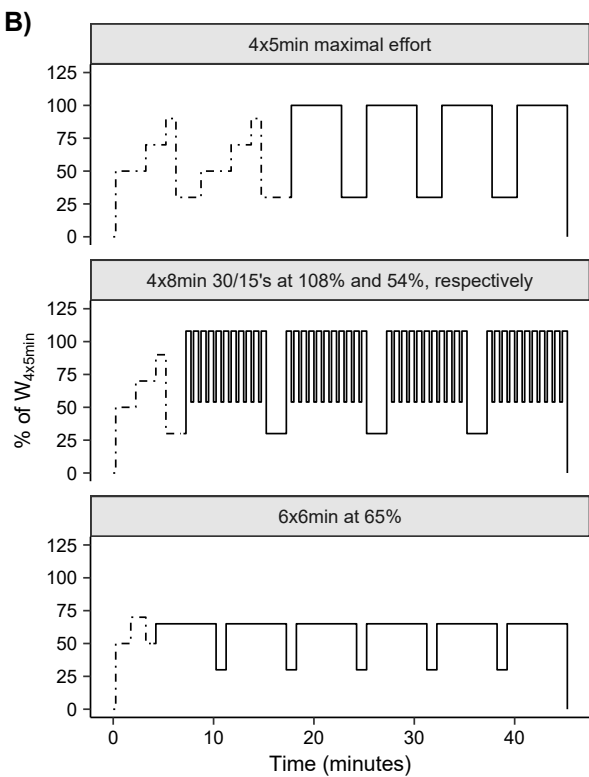 B)
4x5min maximal effort
125
100
75
50
25
0
4x8min 30/15's at 108% and 54%, respectively
125
100
75
50
25
0
% of W4x5min
6x6min at 65%
125
100
75
50
25
0
0 10 20 30 40
Time (minutes)